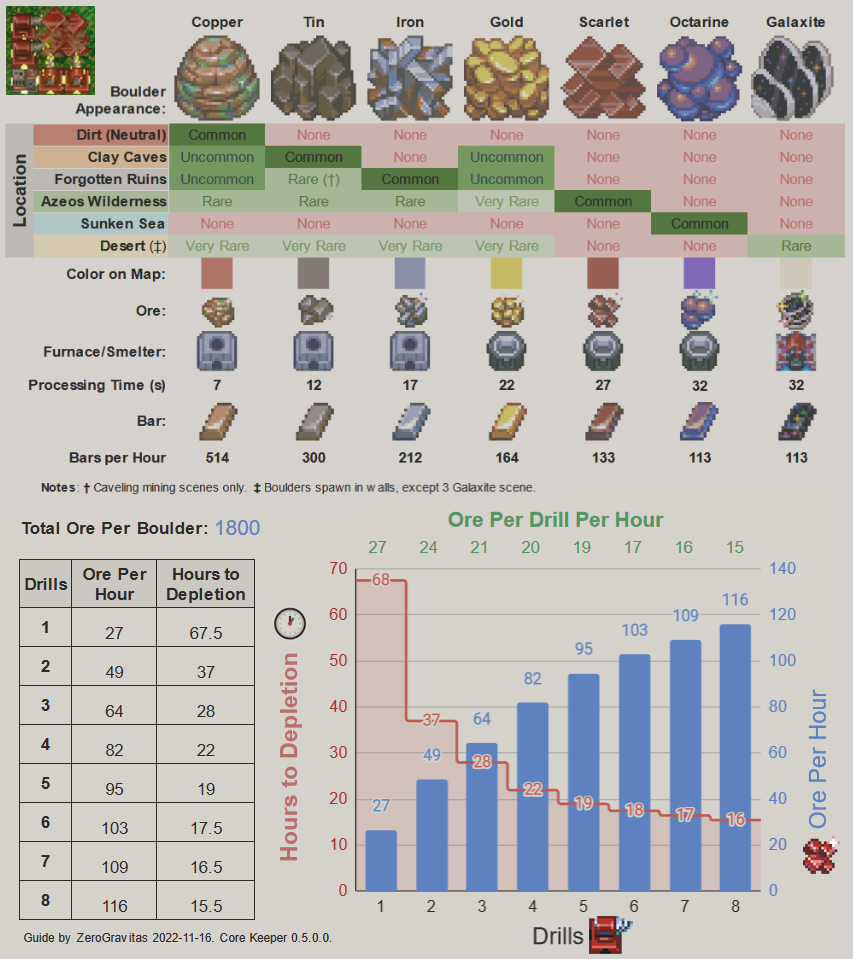 Copper Tin Iron Gold Scarlet Octarine Galaxite
Boulder
Appearance:
Location
Dirt (Neutral) Common None None None None None None
Clay Caves Uncommon Common None Uncommon None None None
Forgotten Ruins Uncommon Rare (†) Common Uncommon None None None
Azeos Wilderness Rare Rare Rare Very Rare Common None None
Sunken Sea None None None None None Common None
Desert (‡) Very Rare Very Rare Very Rare Very Rare None None Rare
Color on Map:
Ore:
Furnace/Smelter:
Processing Time (s) 7 12 17 22 27 32 32
Bar:
Bars per Hour 514 300 212 164 133 113 113
Notes: † Caveling mining scenes only. ‡ Boulders spawn in walls, except 3 Galaxite scene.
Total Ore Per Boulder: 1800
Drills Ore Per Hour Hours to Depletion
1 27 67.5
2 49 37
3 64 28
4 82 22
5 95 19
6 103 17.5
7 109 16.5
8 116 15.5
Guide by ZeroGravitas 2022-11-16. Core Keeper 0.5.0.0.
Ore Per Drill Per Hour
27 24 21 20 19 17 16 15
Hours to Depletion
70
60
50
40
30
20
10
0
68 37 28 22 19 18 17 16
27 49 64 82 95 103 109 116
140
120
100
80
60
40
20
0
Ore Per Hour
1 2 3 4 5 6 7 8
Drills